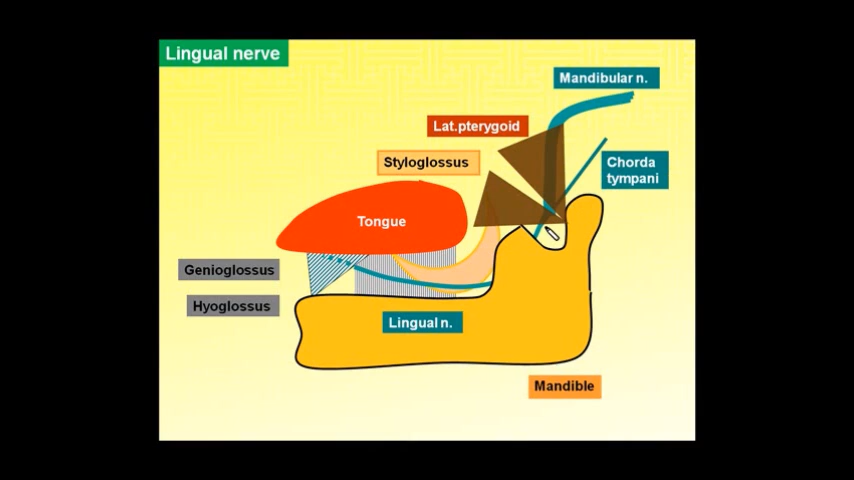 Lingual nerve
Mandibular n.
Lat.pterygoid
Styloglossus
Chorda
tympani
Tongue
Genioglossus
Hyoglossus
Lingual n.
Mandible